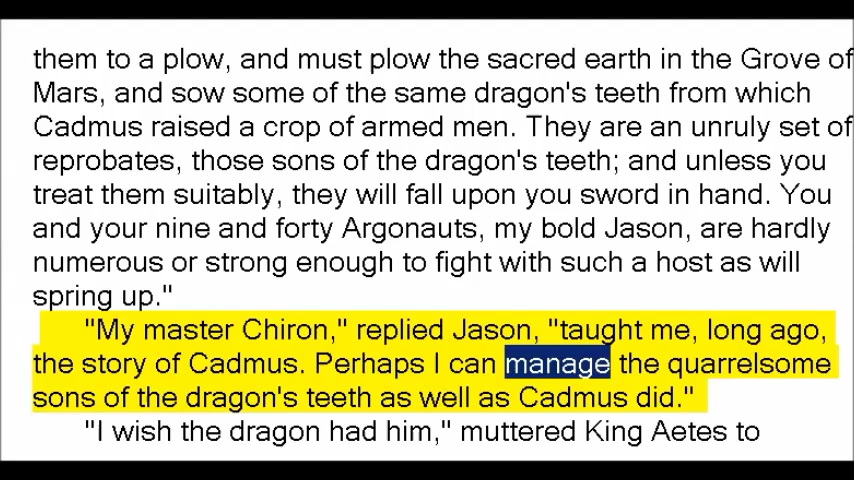 them to a plow, and must plow the sacred earth in the Grove of
Mars, and sow some of the same dragon's teeth from which
Cadmus raised a crop of armed men. They are an unruly set of
reprobates, those sons of the dragon's teeth; and unless you
treat them suitably, they will fall upon you sword in hand. You
and your nine and forty Argonauts, my bold Jason, are hardly
numerous or strong enough to fight with such a host as will
spring up."
"My master Chiron," replied Jason, "taught me, long ago,
the story of Cadmus. Perhaps I can manage the quarrelsome
sons of the dragon's teeth as well as Cadmus did."
"I wish the dragon had him," muttered King Aetes to